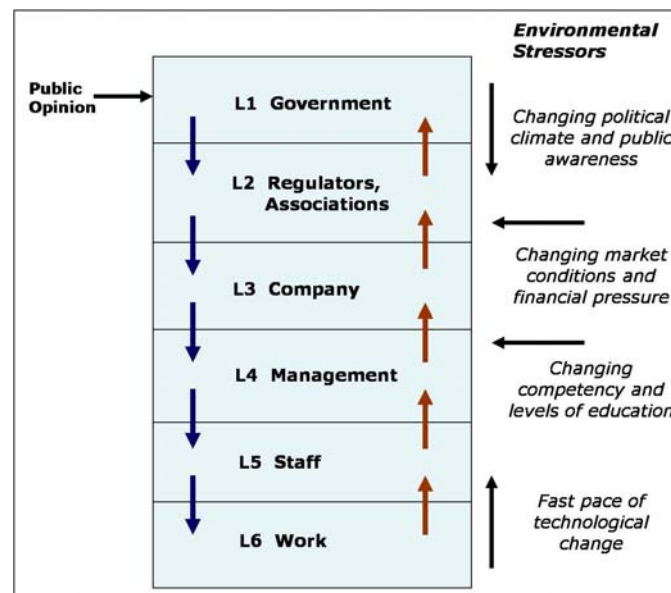 Environmental
Stressors
Public
Opinion
L1 Government
Changing political
climate and public
awareness
L2 Regulators,
Associations
Changing market
conditions and
financial pressure
L3 Company
L4 Management
Changing
competency and
levels of education
L5 Staff
Fast pace of
technological
change
L6 Work